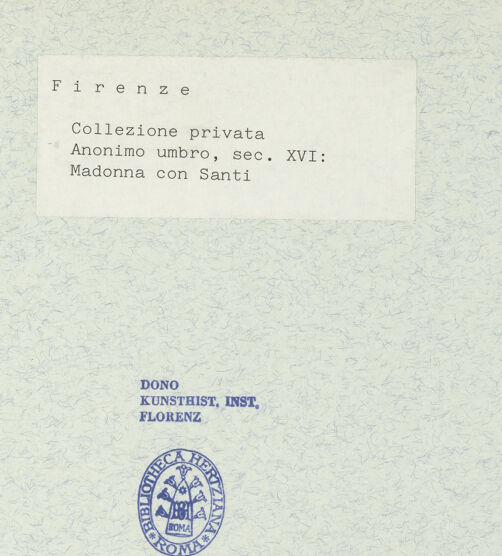 F i r e n z e
Collezione privata
Anonimo umbro, sec. XVI:
Madonna con Santi
DONO
KUNSTHIST. INST.
FLORENZ
*BIBLIOTHECA HERTZIANA*
ROMA
ROMA